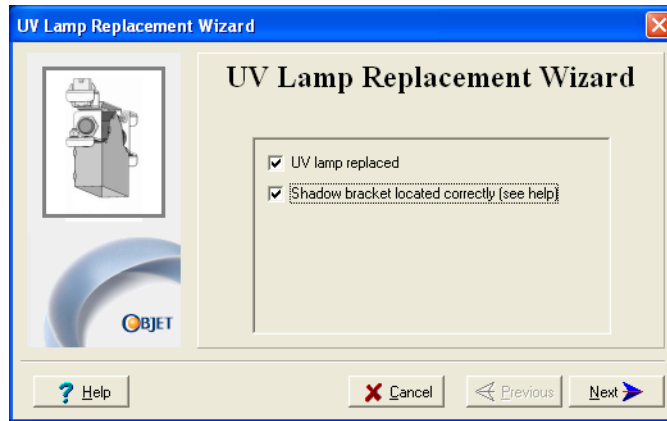 UV Lamp Replacement Wizard
UV Lamp Replacement Wizard
UV lamp replaced
Shadow bracket located correctly (see help)
OBJET
Help
Cancel
Previous
Next